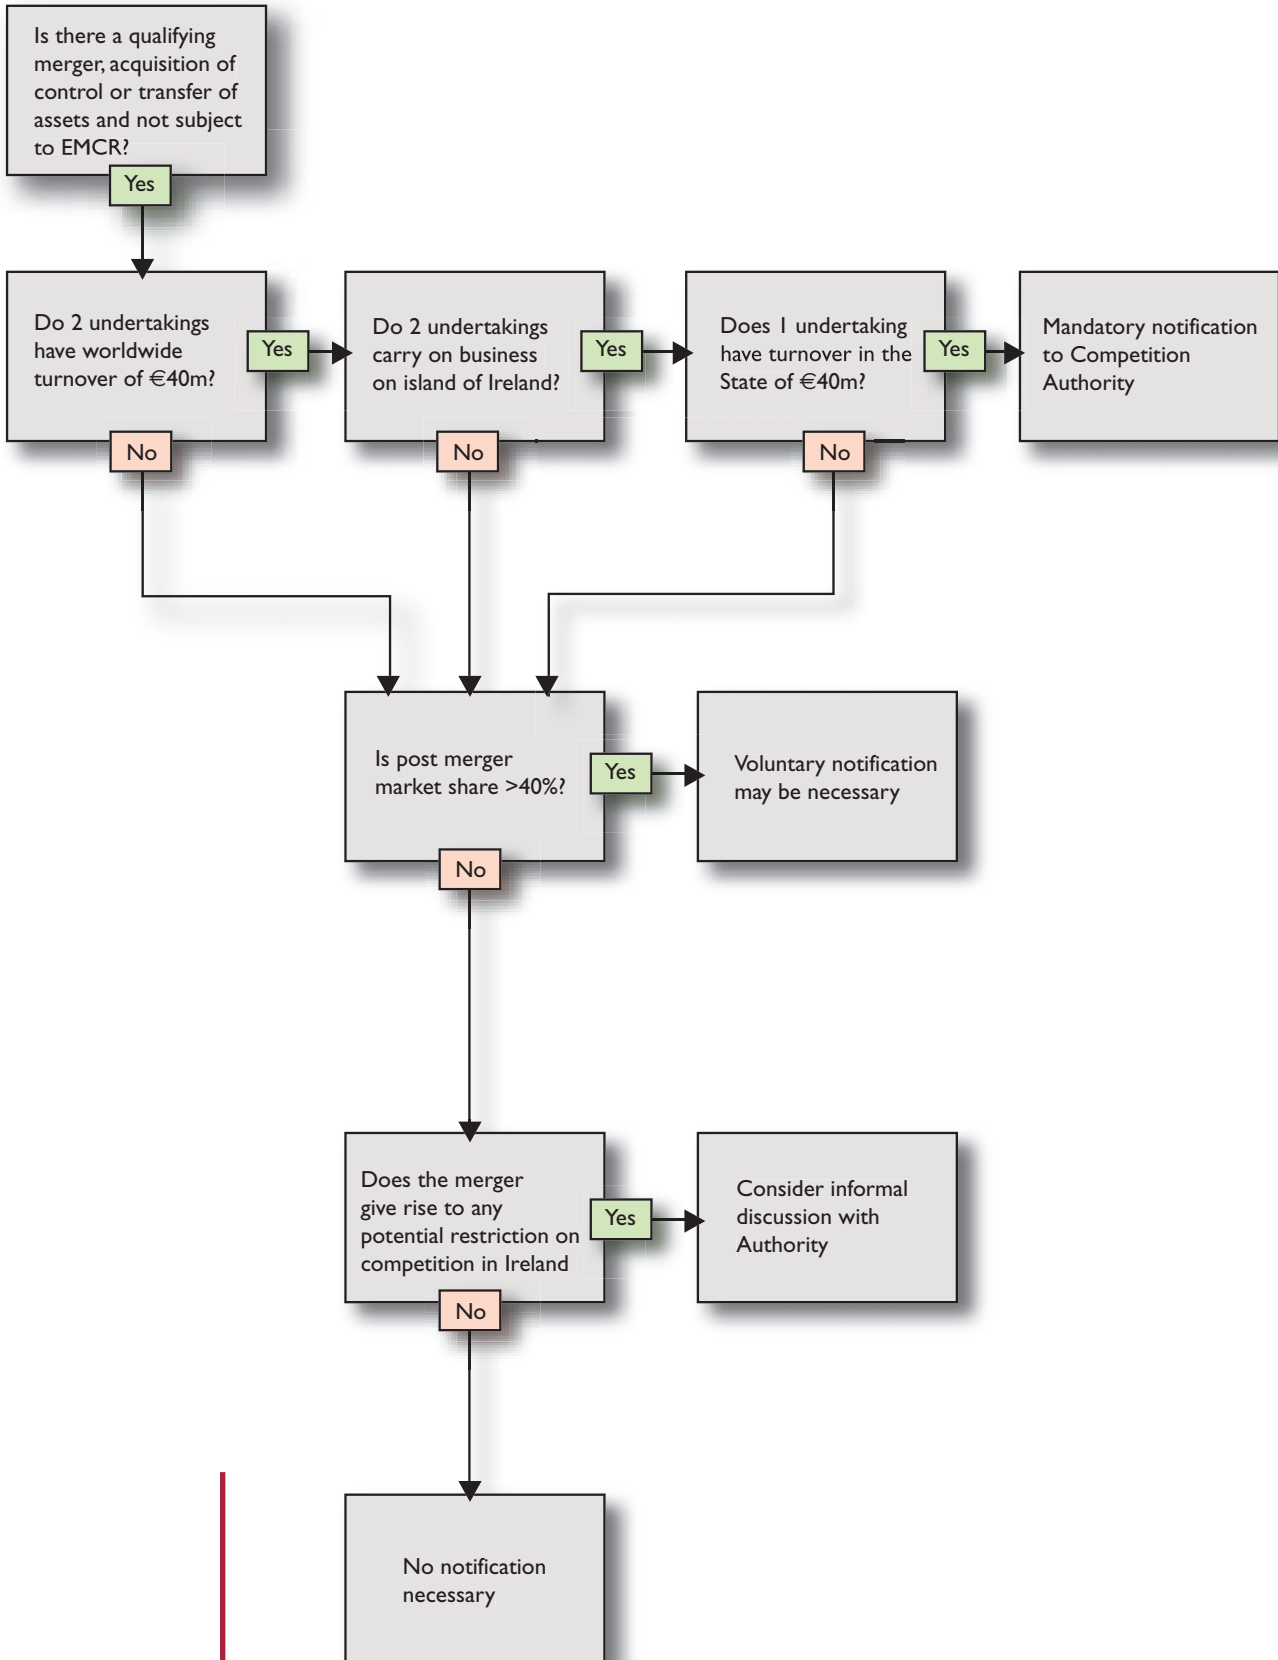 Is there a qualifying
merger, acquisition of
control or transfer of
assets and not subject
to EMCR?
Yes
Do 2 undertakings
have worldwide
turnover of €40m?
Yes
No
Do 2 undertakings
carry on business
on island of Ireland?
Yes
No
Does 1 undertaking
have turnover in the
State of €40m?
Yes
No
Mandatory notification
to Competition
Authority
Is post merger
market share >40%?
Yes
No
Voluntary notification
may be necessary
Does the merger
give rise to any
potential restriction on
competition in Ireland
Yes
No
Consider informal
discussion with
Authority
No notification
necessary